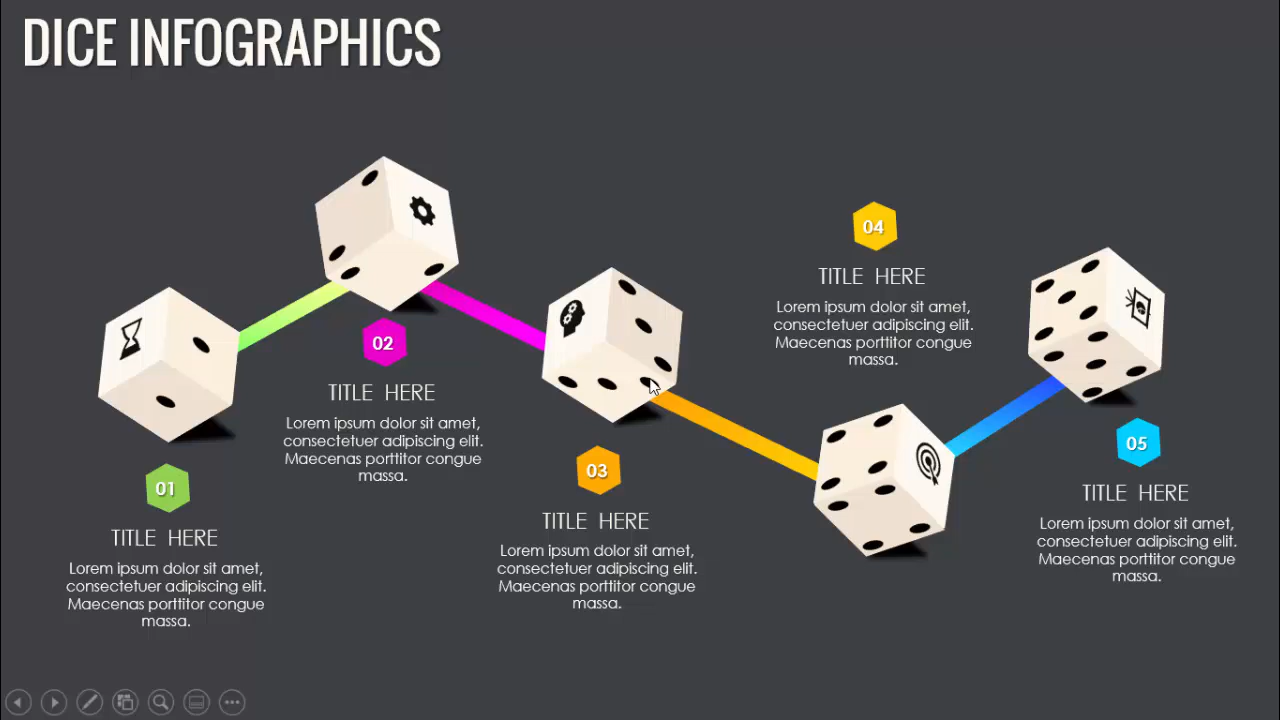 DICE INFOGRAPHICS
01
TITLE HERE
Lorem ipsum dolor sit amet,
consectetuer adipiscing elit.
Maecenas porttitor congue
massa.
02
TITLE HERE
Lorem ipsum dolor sit amet,
consectetuer adipiscing elit.
Maecenas porttitor congue
massa.
03
TITLE HERE
Lorem ipsum dolor sit amet,
consectetuer adipiscing elit.
Maecenas porttitor congue
massa.
04
TITLE HERE
Lorem ipsum dolor sit amet,
consectetuer adipiscing elit.
Maecenas porttitor congue
massa.
05
TITLE HERE
Lorem ipsum dolor sit amet,
consectetuer adipiscing elit.
Maecenas porttitor congue
massa.